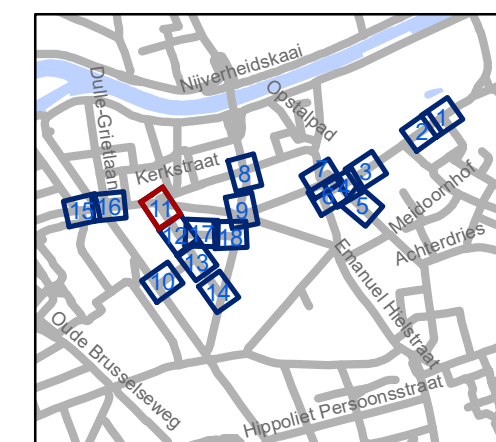 Nijverheidskaai
Dulle-Grietlaan
Opstalpad
Kerkstraat
1
2
3
4
5
6
7
8
9
10
11
12
13
14
15
16
17
18
Meidoornhof
Achterdries
Emanuel Hielstraat
Oude Brusselseweg
Hippoliet Persoonsstraat